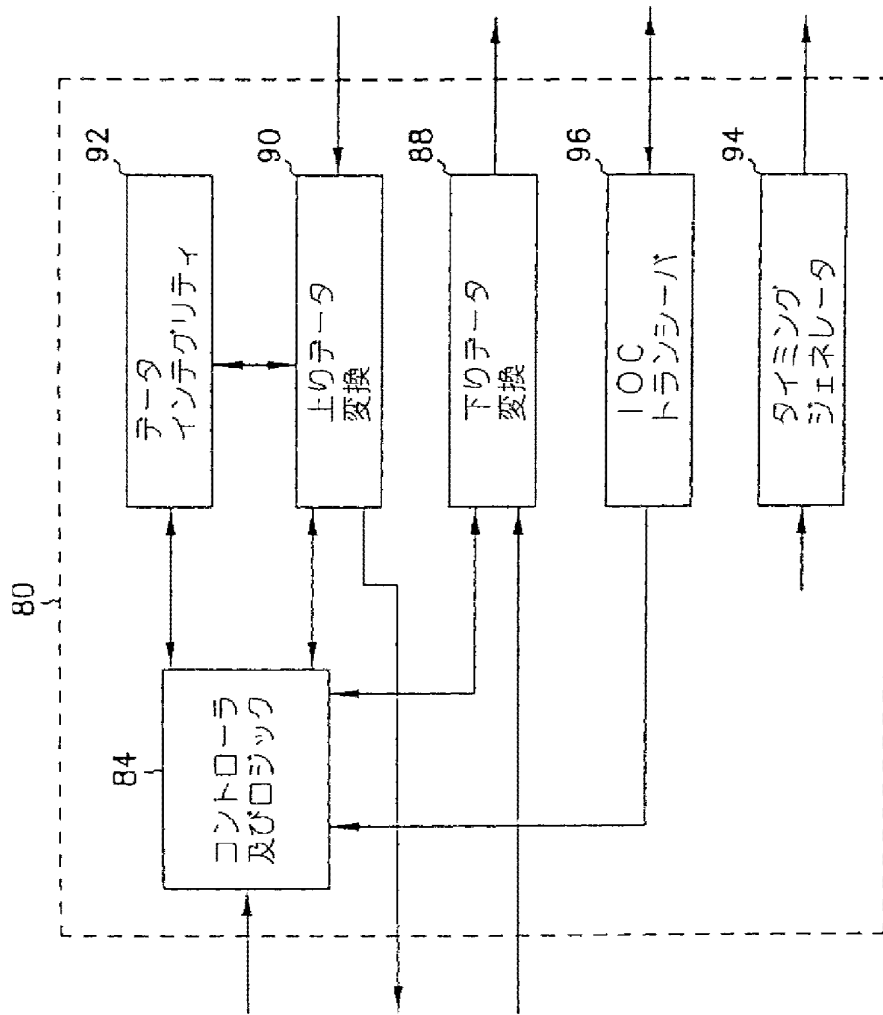 80
84
コントローラ
及びロジック
92
データ
インテグリティ
90
上りデータ
変換
88
下りデータ
変換
96
IOC
トランシーバ
94
タイミング
ジェネレータ